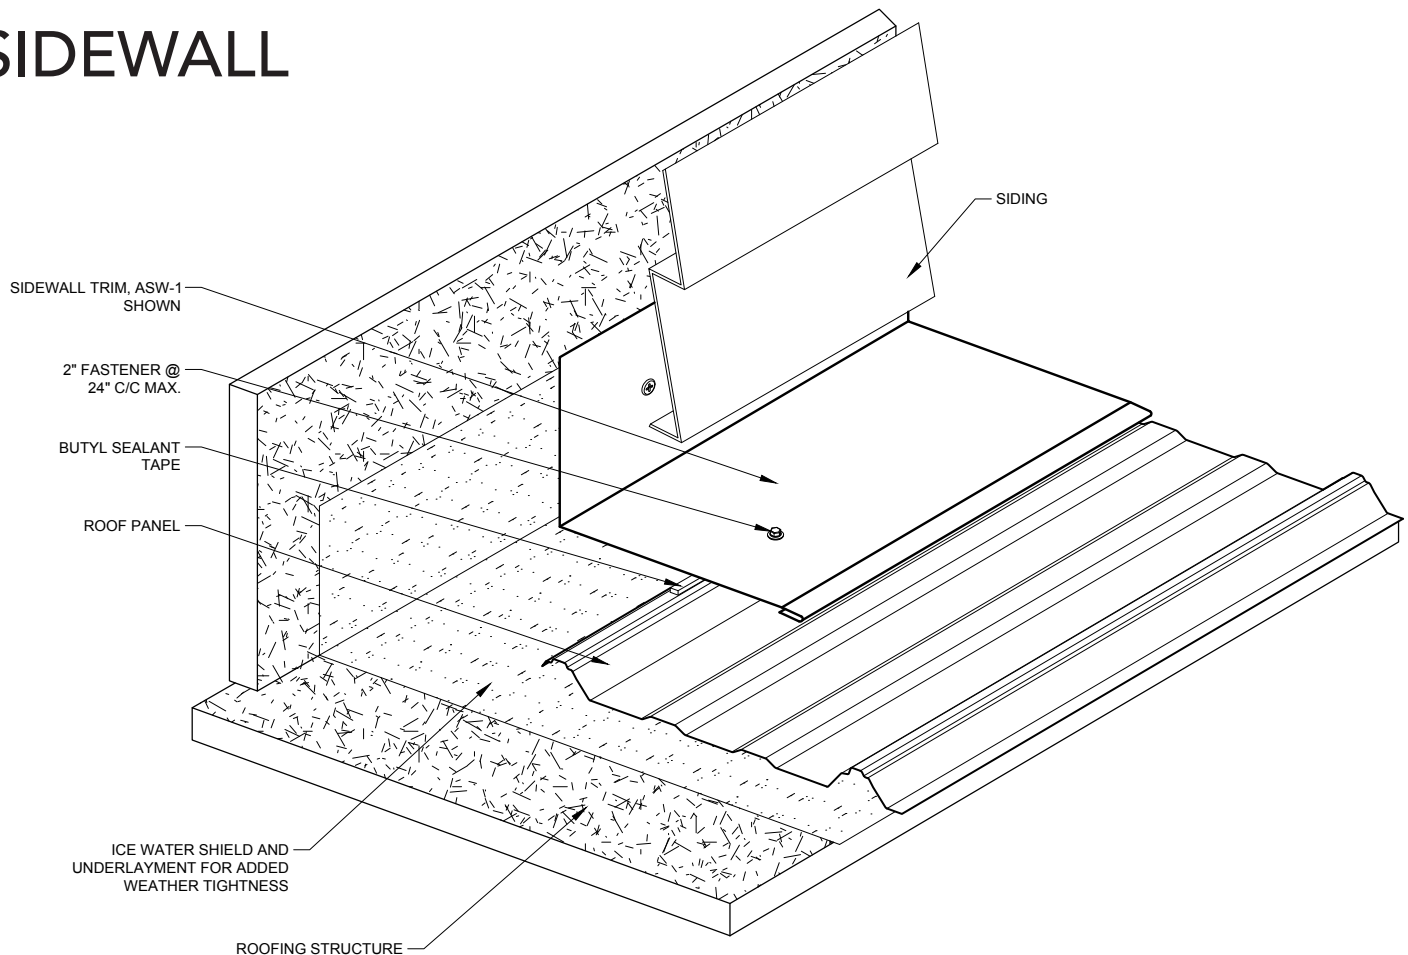 SIDEWALL
SIDING
SIDEWALL TRIM, ASW-1
SHOWN
2" FASTENER @
24" C/C MAX.
BUTYL SEALANT
TAPE
ROOF PANEL
ICE WATER SHIELD AND
UNDERLAYMENT FOR ADDED
WEATHER TIGHTNESS
ROOFING STRUCTURE